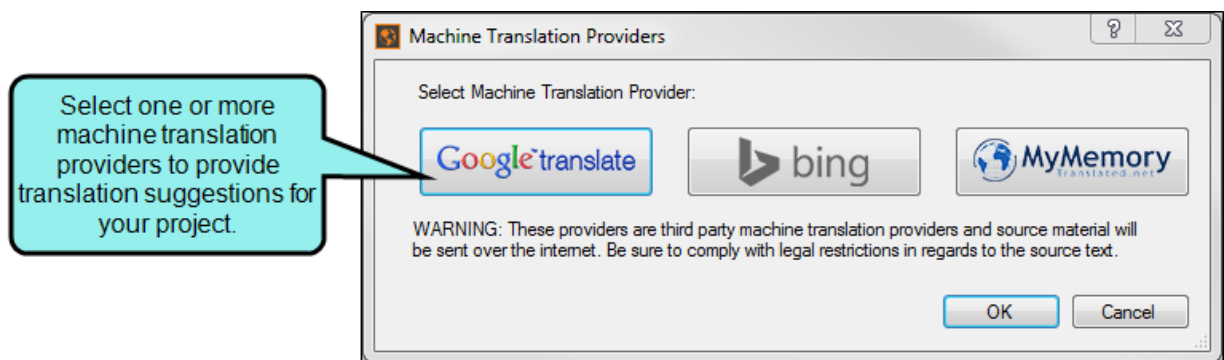 Machine Translation Providers
Select one or more
machine translation
providers to provide
translation suggestions for
your project.
Select Machine Translation Provider:
Google translate
bing
MyMemory
Translated.net
WARNING: These providers are third party machine translation providers and source material will
be sent over the internet. Be sure to comply with legal restrictions in regards to the source text.
OK
Cancel